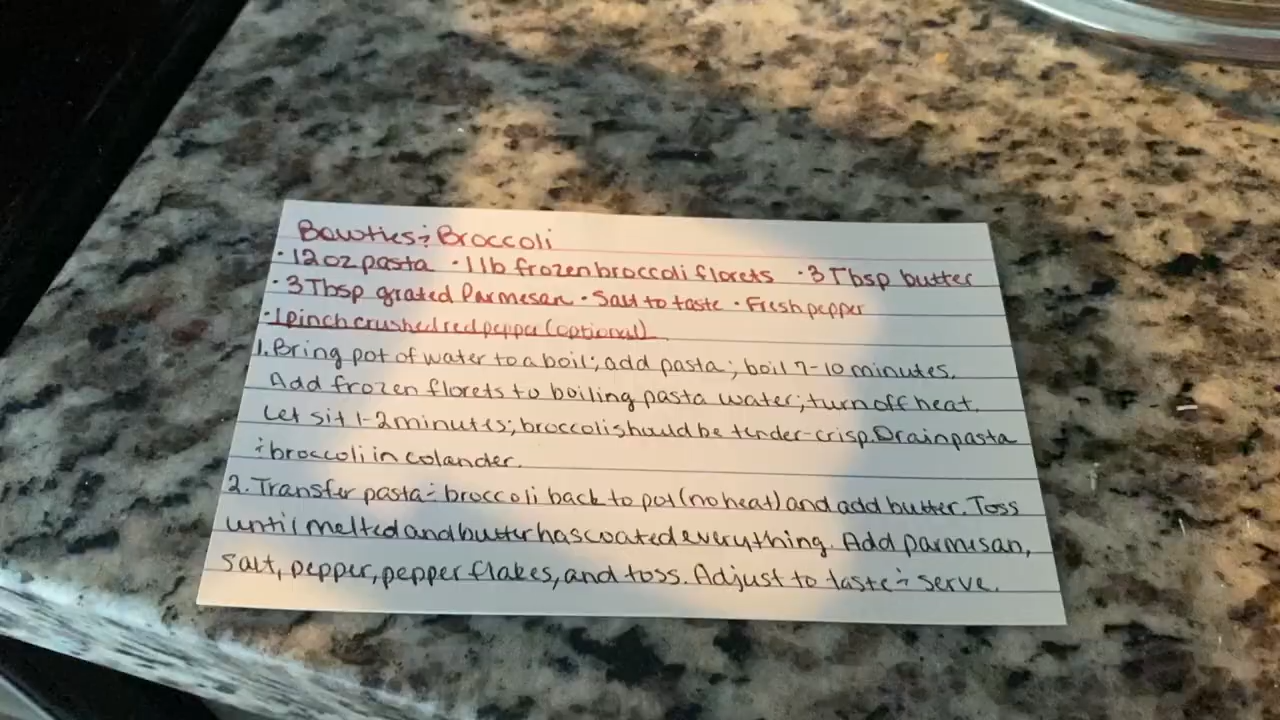 Bowties & Broccoli
· 12oz pasta · 1 lb frozen broccoli florets · 3 Tbsp butter
· 3 Tbsp grated Parmesan · Salt to taste · Fresh pepper
· 1 pinch crushed red pepper (optional)
1. Bring pot of water to a boil; add pasta; boil 7-10 minutes.
Add frozen florets to boiling pasta water; turn off heat.
Let sit 1-2 minutes; broccoli should be tender-crisp. Drain pasta
& broccoli in colander.
2. Transfer pasta & broccoli back to pot (no heat) and add butter. Toss
until melted and butter has coated everything. Add parmesan,
salt, pepper, pepper flakes, and toss. Adjust to taste & serve.